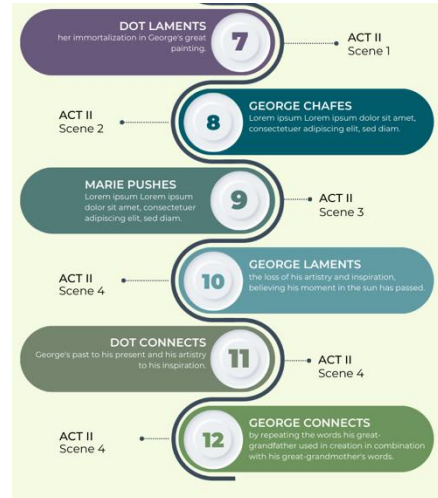 DOT LAMENTS
her immortalization in George's great
painting.
7
ACT II
Scene 1
ACT II
Scene 2
8
GEORGE CHAFES
Lorem ipsum Lorem ipsum dolor sit amet,
consectetuer adipiscing elit, sed diam.
MARIE PUSHES
Lorem ipsum Lorem ipsum
dolor sit amet, consectetuer
adipiscing elit, sed diam.
9
ACT II
Scene 3
ACT II
Scene 4
10
GEORGE LAMENTS
the loss of his artistry and inspiration,
believing his moment in the sun has passed.
DOT CONNECTS
George's past to his present and his artistry
to his inspiration.
11
ACT II
Scene 4
ACT II
Scene 4
12
GEORGE CONNECTS
by repeating the words his great-
grandfather used in creation in combination
with his great-grandmother's words.